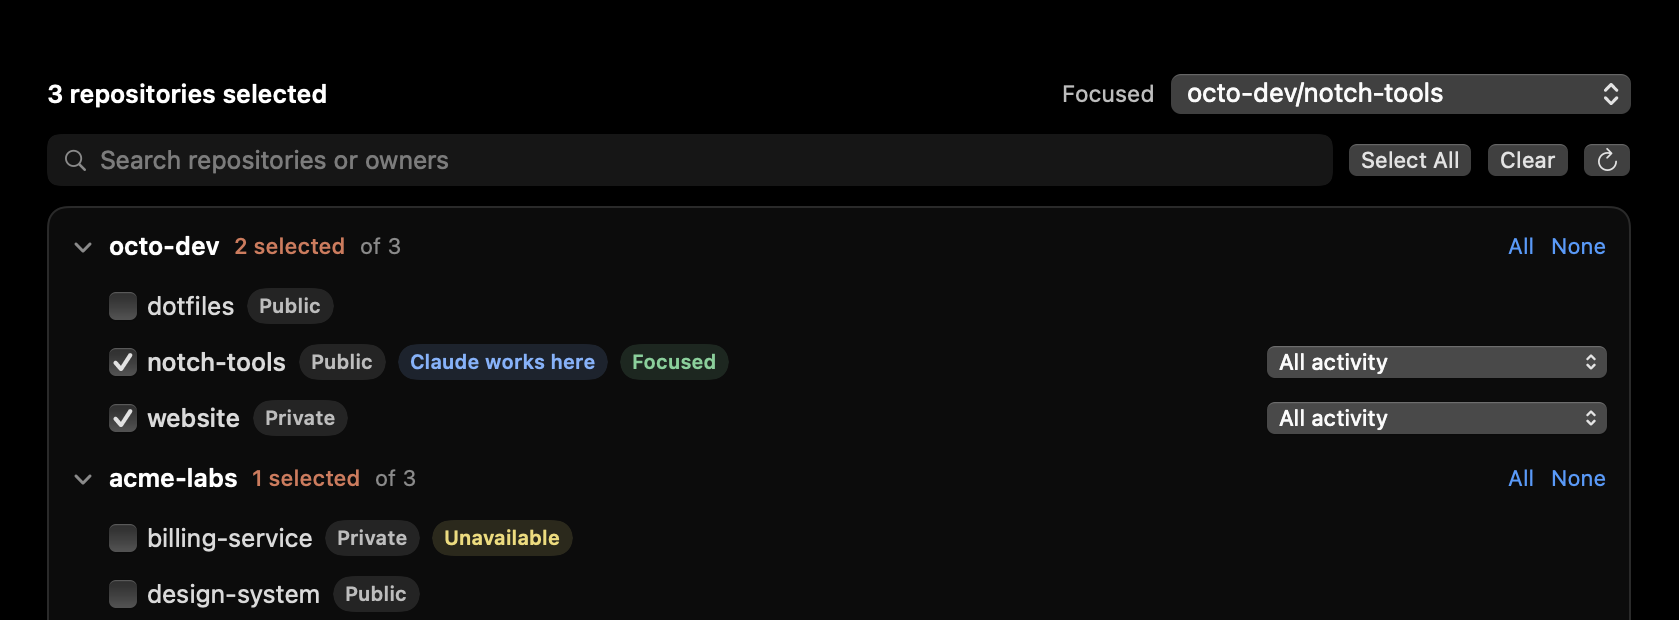 3 repositories selected
Focused octo-dev/notch-tools
Search repositories or owners
Select All Clear
octo-dev 2 selected of 3 All None
dotfiles Public
notch-tools Public Claude works here Focused All activity
website Private All activity
acme-labs 1 selected of 3 All None
billing-service Private Unavailable
design-system Public